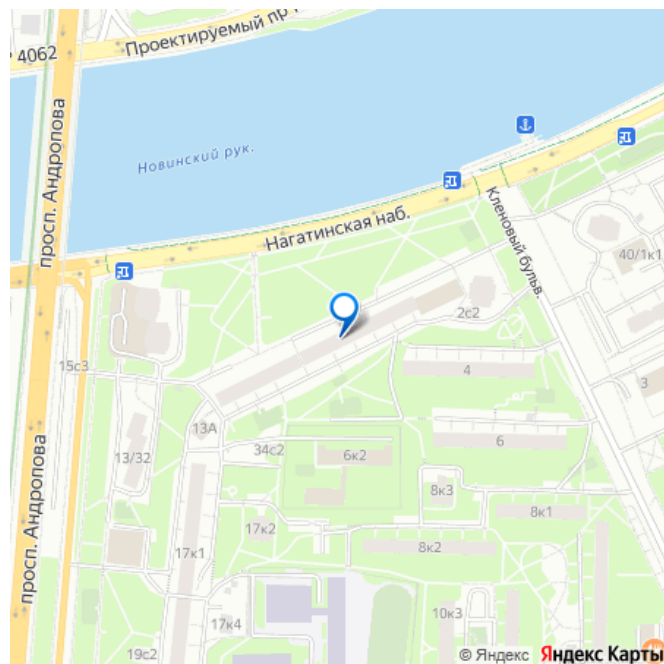 Проектируемый пр
4062
просп. Андропова
Новинский рук.
Нагатинская наб.
Кленовый бульв.
40/1к1
2с2
15с3
4
3
13А
6
34с2
6к2
13/32
8к3
8к1
17к2
8к2
17к1
просп. Андропова
10к3
17к4
19с2
© Яндекс Яндекс Карты